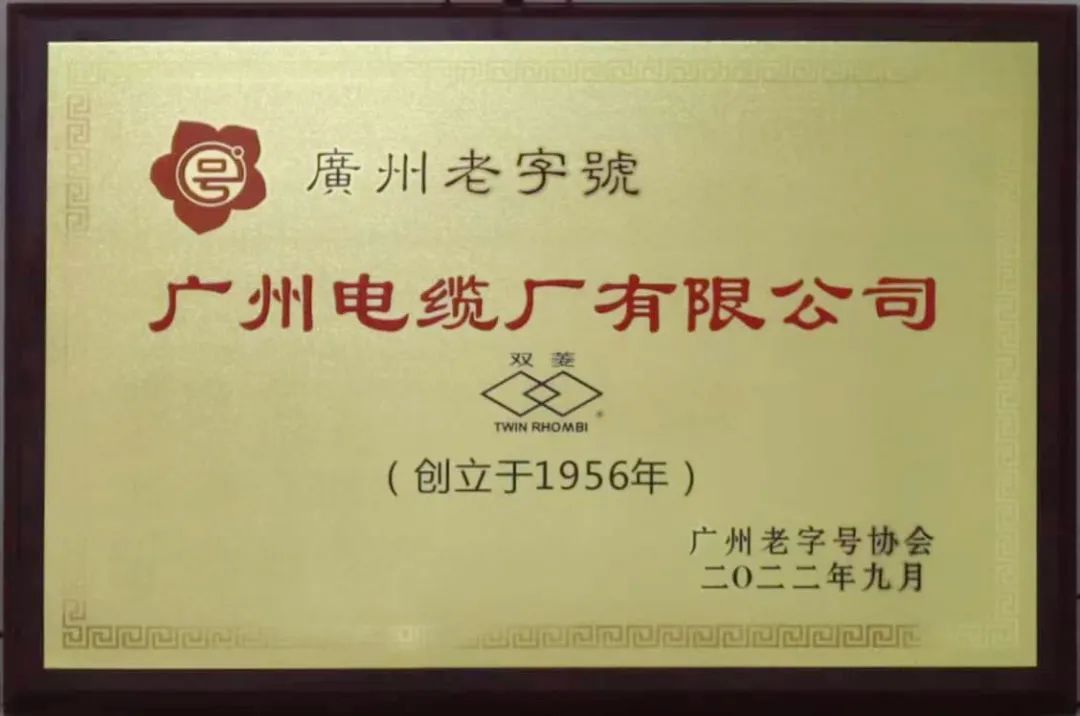 号
廣州老字號
广州电缆厂有限公司
双菱
TWIN RHOMBI
®
（创立于1956年）
广州老字号协会
二〇二二年九月